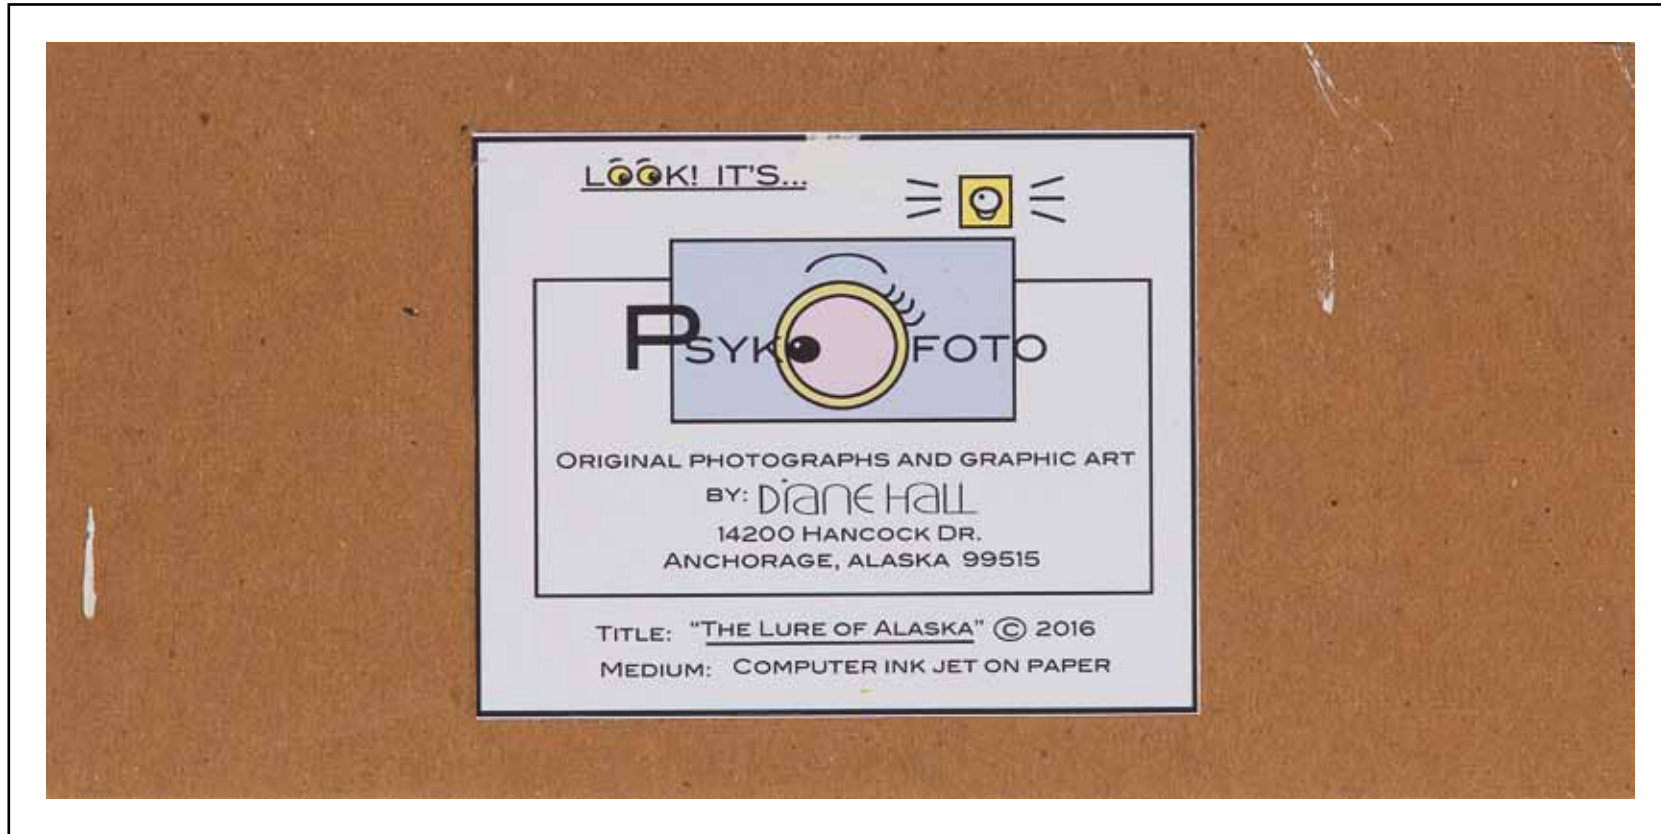 LOOK! IT'S...
PSYKOFOTO
ORIGINAL PHOTOGRAPHS AND GRAPHIC ART
BY: DIANE HALL
14200 HANCOCK DR.
ANCHORAGE, ALASKA 99515
TITLE: “THE LURE OF ALASKA” © 2016
MEDIUM: COMPUTER INK JET ON PAPER